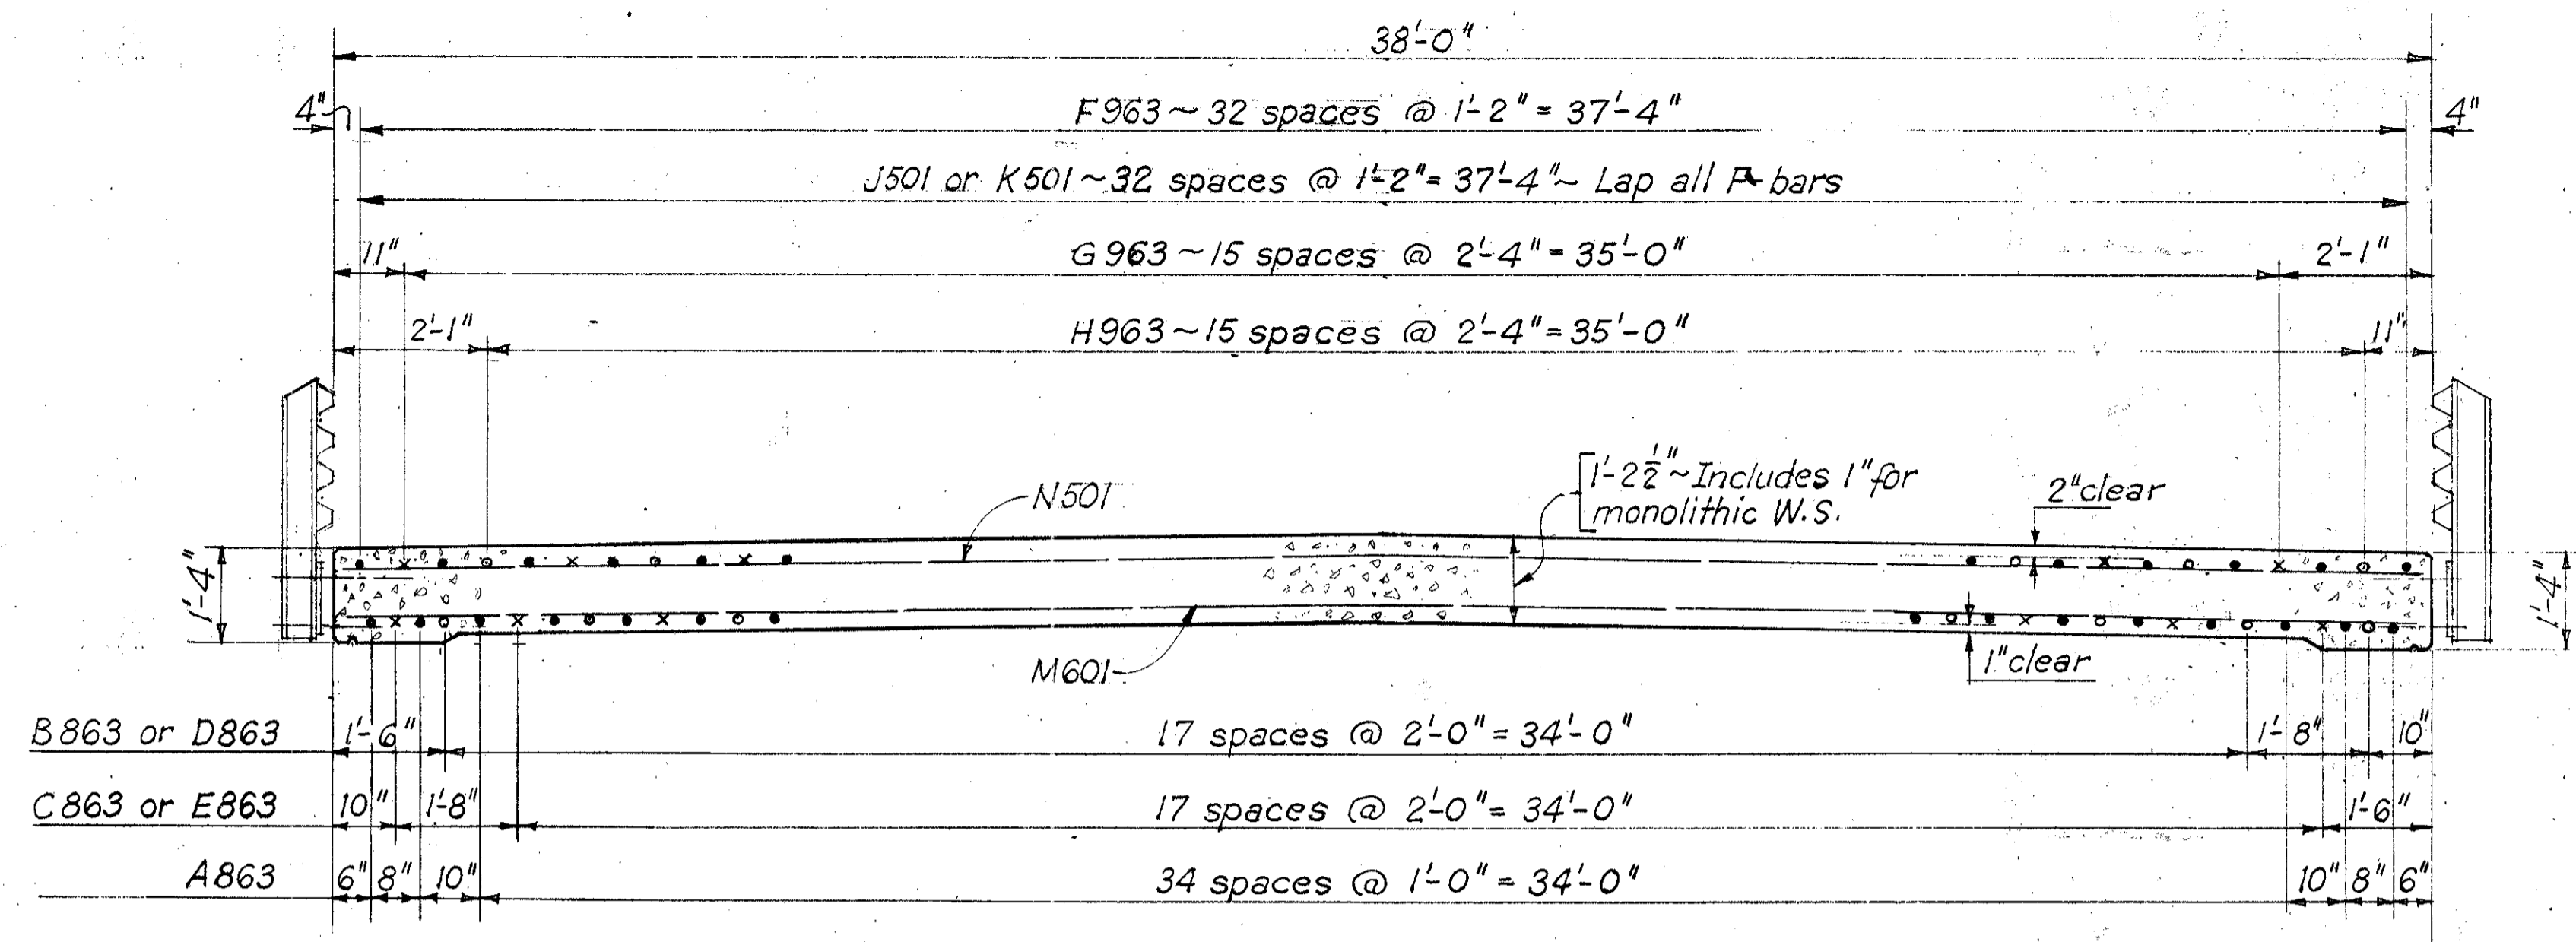 38'-0"
4" F963~32 spaces @ 1'-2" = 37'-4" 4"
J501 or K501~32 spaces @ 1'-2" = 37'-4"~ Lap all F bars
11" G963~15 spaces @ 2'-4" = 35'-0" 2'-1"
2'-1" H963~15 spaces @ 2'-4" = 35'-0" 11"
N501
1'-2 1/2"~Includes 1" for
monolithic W.S.
2" clear
1'-4"
1'-4"
M601
1" clear
B863 or D863 1'-6" 17 spaces @ 2'-0" = 34'-0" 1'-8" 10"
C863 or E863 10" 1'-8" 17 spaces @ 2'-0" = 34'-0" 1'-6"
A863 6" 8" 10" 34 spaces @ 1'-0" = 34'-0" 10" 8" 6"